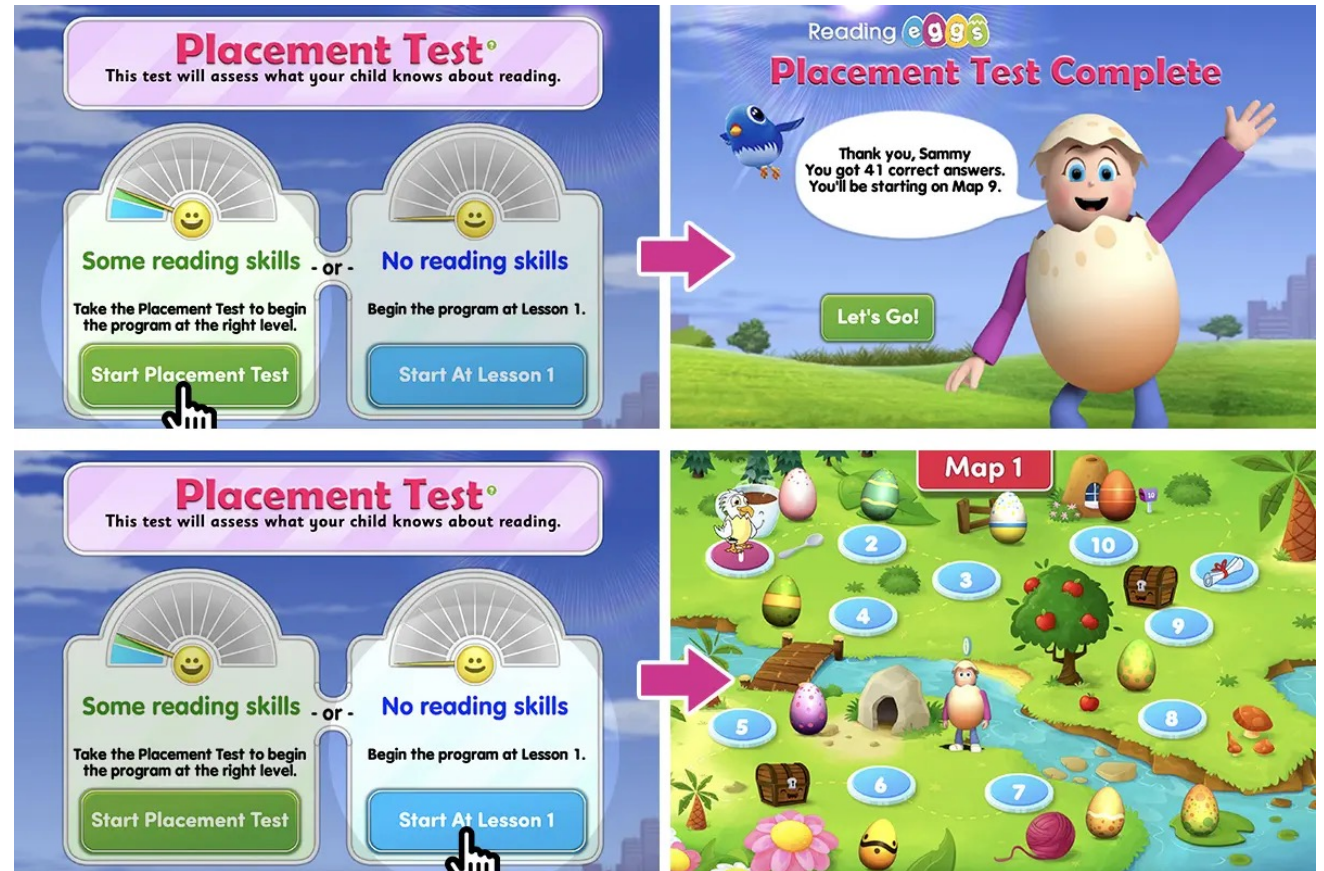 Placement Test
This test will assess what your child knows about reading.
Some reading skills
- or -
No reading skills
Take the Placement Test to begin
the program at the right level.
Begin the program at Lesson 1.
Start Placement Test
Start At Lesson 1
Reading eggs
Placement Test Complete
Thank you, Sammy
You got 41 correct answers.
You'll be starting on Map 9.
Let's Go!
Placement Test
This test will assess what your child knows about reading.
Some reading skills
- or -
No reading skills
Take the Placement Test to begin
the program at the right level.
Begin the program at Lesson 1.
Start Placement Test
Start At Lesson 1
Map 1
10
1
2
10
3
4
9
5
8
6
7